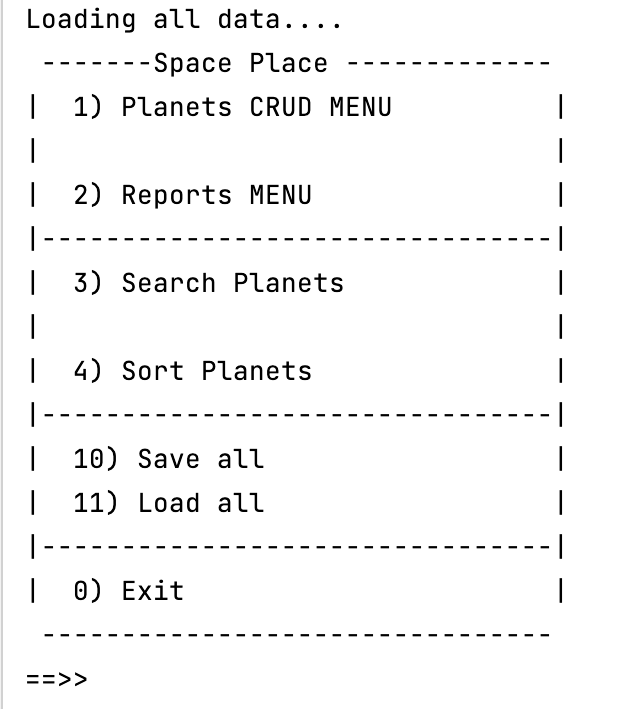 Loading all data....
 -------Space Place -------------
|  1) Planets CRUD MENU          |
|                                |
|  2) Reports MENU               |
|--------------------------------|
|  3) Search Planets             |
|                                |
|  4) Sort Planets               |
|--------------------------------|
|  10) Save all                  |
|  11) Load all                  |
|--------------------------------|
|  0) Exit                       |
 --------------------------------
==>>